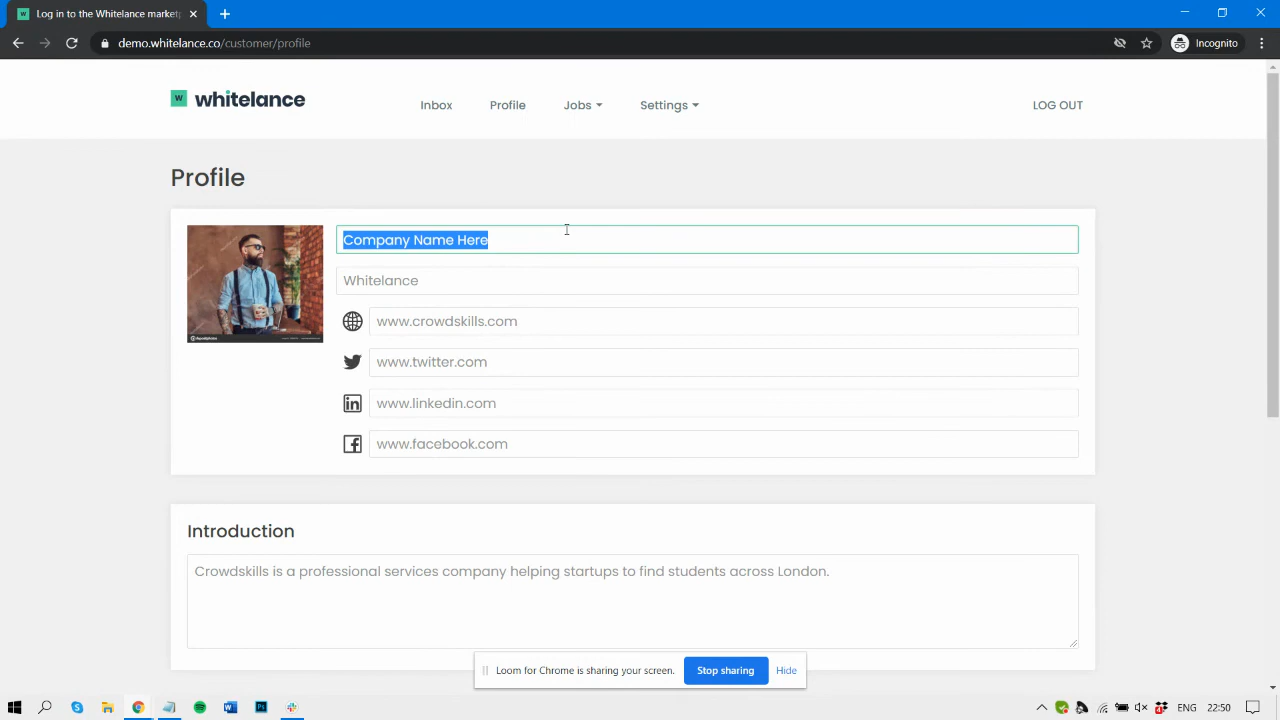 Log in to the Whitelance market
demo.whitelance.co/customer/profile
Incognito
W whitelance
Inbox
Profile
Jobs
Settings
LOG OUT
Profile
Company Name Here
Whitelance
www.crowdskills.com
www.twitter.com
www.linkedin.com
www.facebook.com
Introduction
Crowdskills is a professional services company helping startups to find students across London.
Loom for Chrome is sharing your screen.
Stop sharing
Hide
ENG
22:50